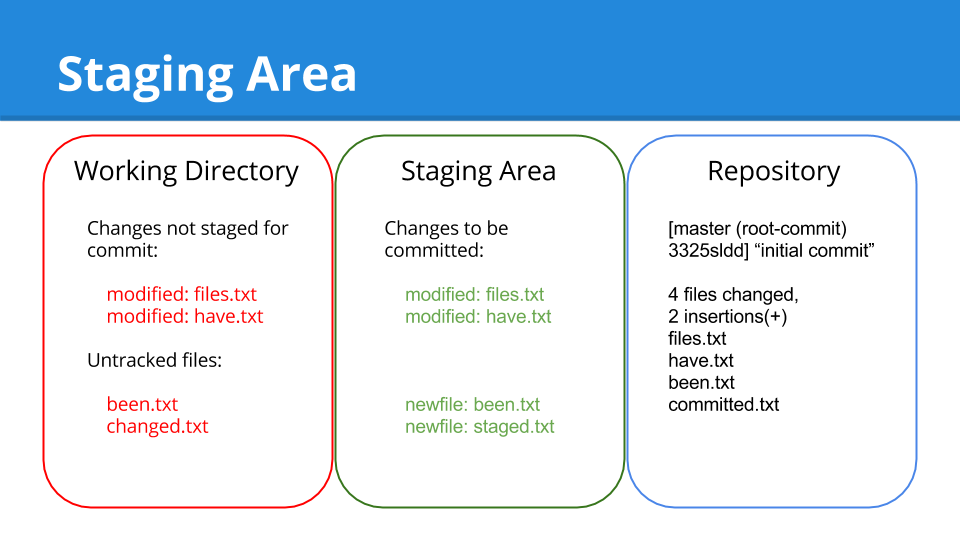 Staging Area
Working Directory
Changes not staged for
commit:
modified: files.txt
modified: have.txt
Untracked files:
been.txt
changed.txt
Staging Area
Changes to be
committed:
modified: files.txt
modified: have.txt
newfile: been.txt
newfile: staged.txt
Repository
[master (root-commit)
3325sldd] “initial commit”
4 files changed,
2 insertions(+)
files.txt
have.txt
been.txt
committed.txt